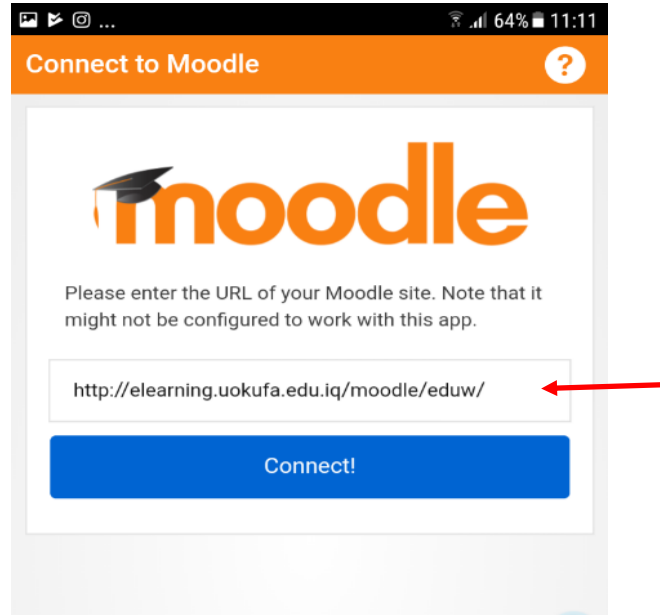 ... 64% 11:11
Connect to Moodle ?
moodle
Please enter the URL of your Moodle site. Note that it
might not be configured to work with this app.
http://elearning.uokufa.edu.iq/moodle/eduw/
Connect!